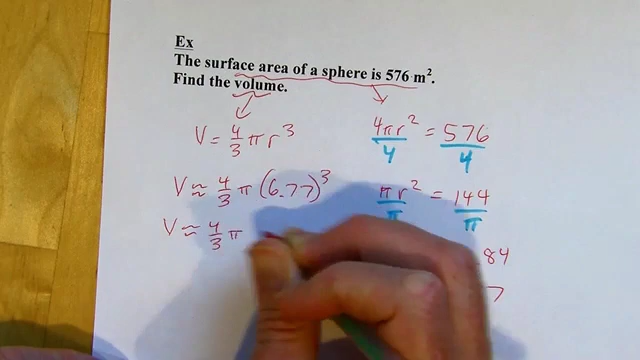 Ex
The surface area of a sphere is 576 m².
Find the volume.
V = 4/3 π r³
4πr² = 576
4 4
V ≈ 4/3 π (6.77)³
πr² = 144
π π
V ≈ 4/3 π
84
7